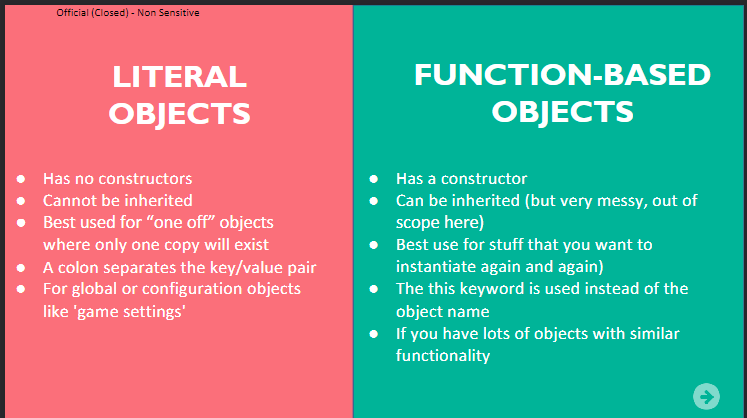 Official (Closed) - Non Sensitive
LITERAL
OBJECTS
● Has no constructors
● Cannot be inherited
● Best used for “one off” objects
where only one copy will exist
● A colon separates the key/value pair
● For global or configuration objects
like 'game settings'
FUNCTION-BASED
OBJECTS
● Has a constructor
● Can be inherited (but very messy, out of
scope here)
● Best use for stuff that you want to
instantiate again and again)
● The this keyword is used instead of the
object name
● If you have lots of objects with similar
functionality